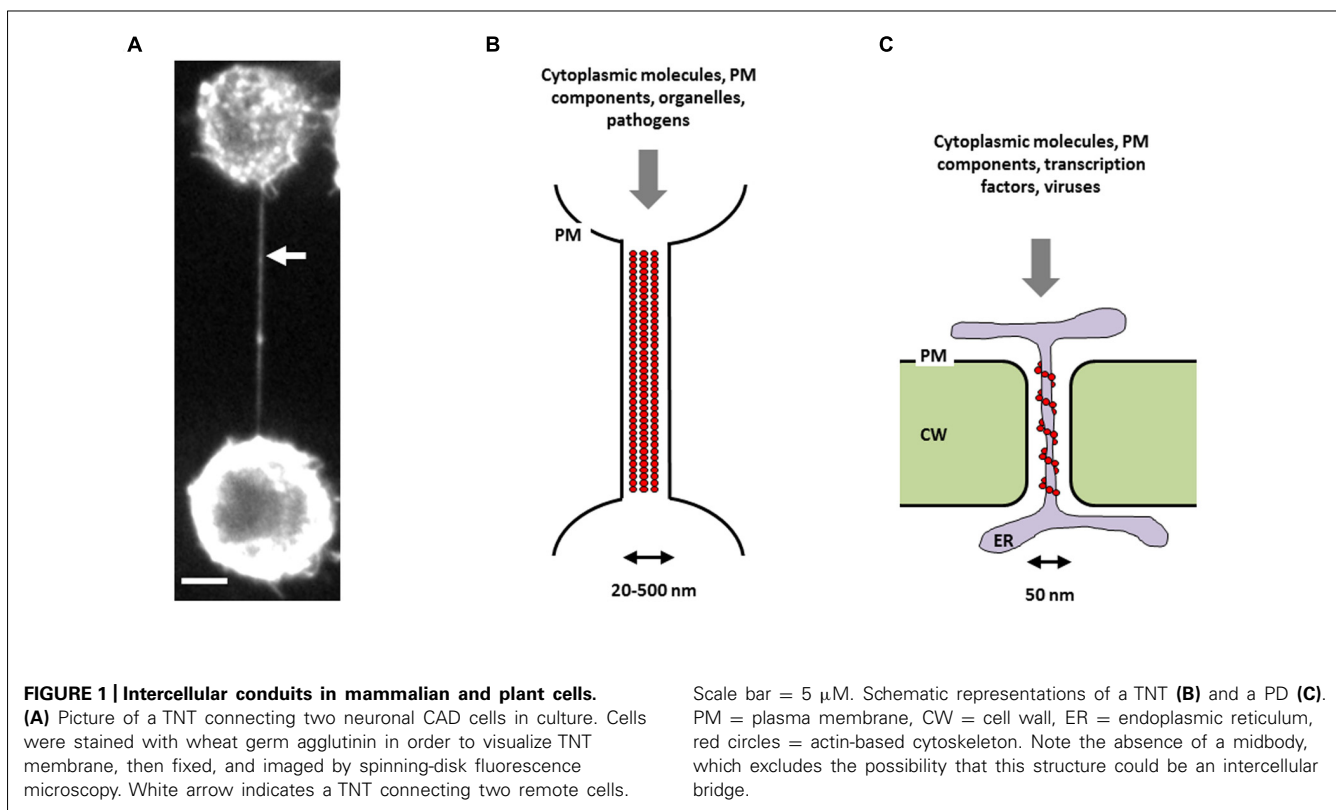 A
B
Cytoplasmic molecules, PM
components, organelles,
pathogens
PM
20-500 nm
C
Cytoplasmic molecules, PM
components, transcription
factors, viruses
PM
CW
ER
50 nm
FIGURE 1 | Intercellular conduits in mammalian and plant cells.
(A) Picture of a TNT connecting two neuronal CAD cells in culture. Cells
were stained with wheat germ agglutinin in order to visualize TNT
membrane, then fixed, and imaged by spinning-disk fluorescence
microscopy. White arrow indicates a TNT connecting two remote cells.
Scale bar = 5 μM. Schematic representations of a TNT (B) and a PD (C).
PM = plasma membrane, CW = cell wall, ER = endoplasmic reticulum,
red circles = actin-based cytoskeleton. Note the absence of a midbody,
which excludes the possibility that this structure could be an intercellular
bridge.